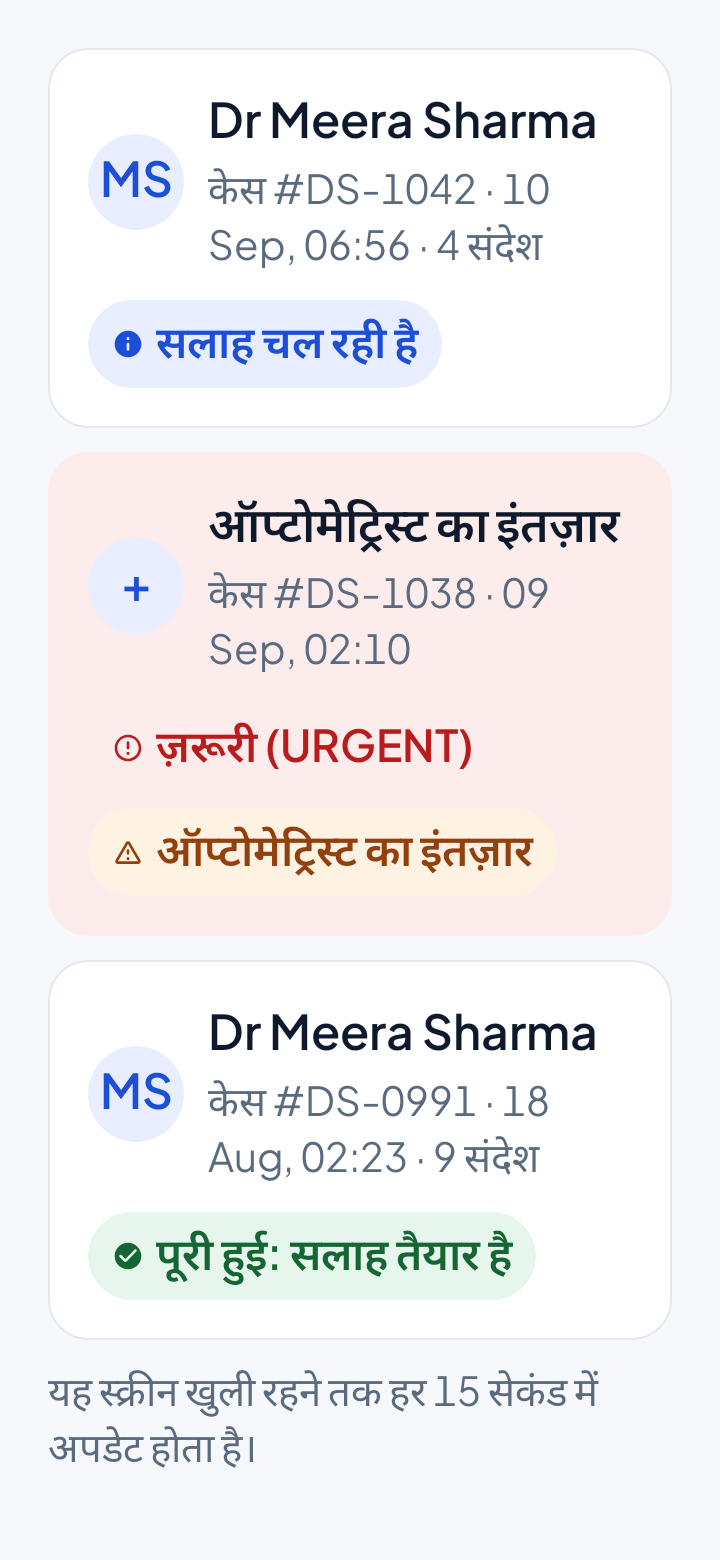 Dr Meera Sharma
MS
केस #DS-1042 · 10
Sep, 06:56 · 4 संदेश
सलाह चल रही है
ऑप्टोमेट्रिस्ट का इंतज़ार
+
केस #DS-1038 · 09
Sep, 02:10
ज़रूरी (URGENT)
ऑप्टोमेट्रिस्ट का इंतज़ार
Dr Meera Sharma
MS
केस #DS-0991 · 18
Aug, 02:23 · 9 संदेश
पूरी हुई: सलाह तैयार है
यह स्क्रीन खुली रहने तक हर 15 सेकंड में
अपडेट होता है।